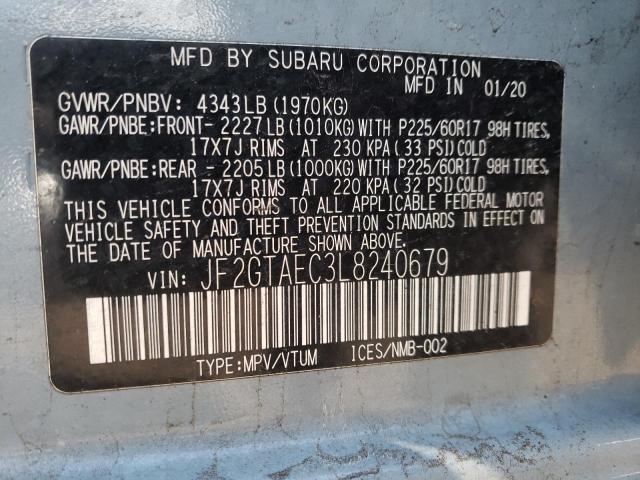 MFD BY SUBARU CORPORATION
MFD IN 01/20
GVWR/PNBV: 4343LB (1970KG)
GAWR/PNBE:FRONT- 2227LB (1010KG) WITH P225/60R17 98H TIRES,
17X7J RIMS AT 230 KPA (33 PSI) COLD
GAWR/PNBE:REAR - 2205LB (1000KG) WITH P225/60R17 98H TIRES,
17X7J RIMS AT 220 KPA (32 PSI) COLD
THIS VEHICLE CONFORMS TO ALL APPLICABLE FEDERAL MOTOR
VEHICLE SAFETY AND THEFT PREVENTION STANDARDS IN EFFECT ON
THE DATE OF MANUFACTURE SHOWN ABOVE.
VIN: JF2GTAEC3L8240679
TYPE:MPV/VTUM ICES/NMB-002